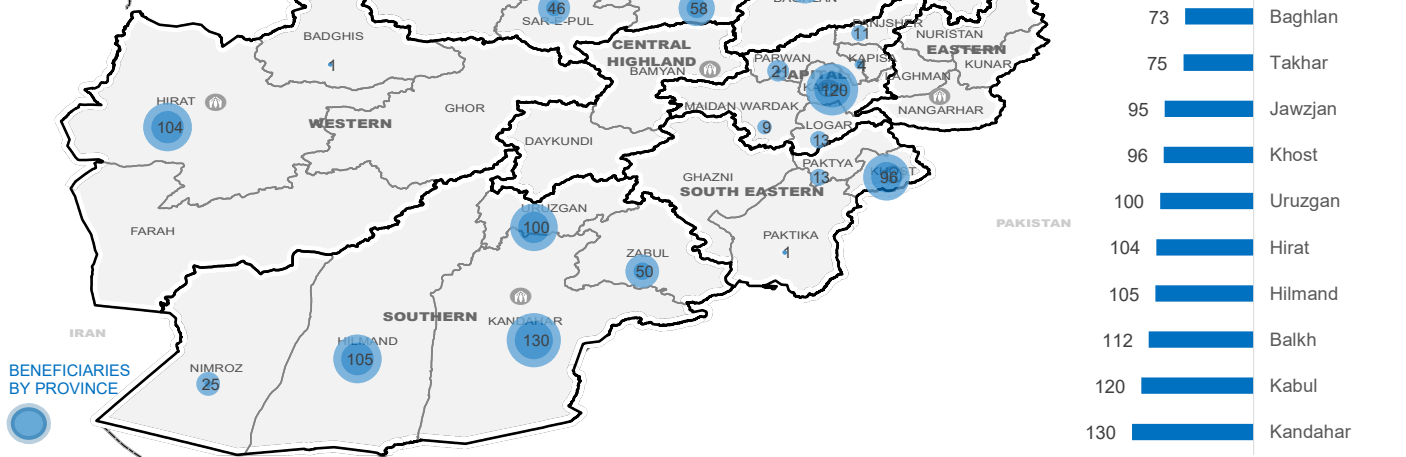 46
SAR-E-PUL
58
PANJSHER
11
NURISTAN
EASTERN
KUNAR
BADGHIS
1
CENTRAL
HIGHLAND
BAMYAN
PARWAN
21
KAPISA
4
CAPITAL
120
LAGHMAN
NANGARHAR
HIRAT
104
GHOR
WESTERN
MAIDAN WARDAK
9
LOGAR
13
DAYKUNDI
PAKTYA
13
96
GHAZNI
SOUTH EASTERN
URUZGAN
100
FARAH
PAKTIKA
1
PAKISTAN
ZABUL
50
SOUTHERN
KANDAHAR
130
IRAN
HILMAND
105
NIMROZ
25
BENEFICIARIES
BY PROVINCE
73 Baghlan
75 Takhar
95 Jawzjan
96 Khost
100 Uruzgan
104 Hirat
105 Hilmand
112 Balkh
120 Kabul
130 Kandahar